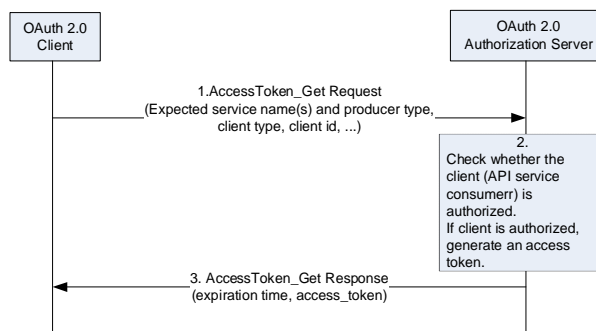 OAuth 2.0
Client
OAuth 2.0
Authorization Server
1.AccessToken_Get Request
(Expected service name(s) and producer type,
client type, client id, ...)
2.
Check whether the
client (API service
consumerr) is
authorized.
If client is authorized,
generate an access
token.
3. AccessToken_Get Response
(expiration time, access_token)